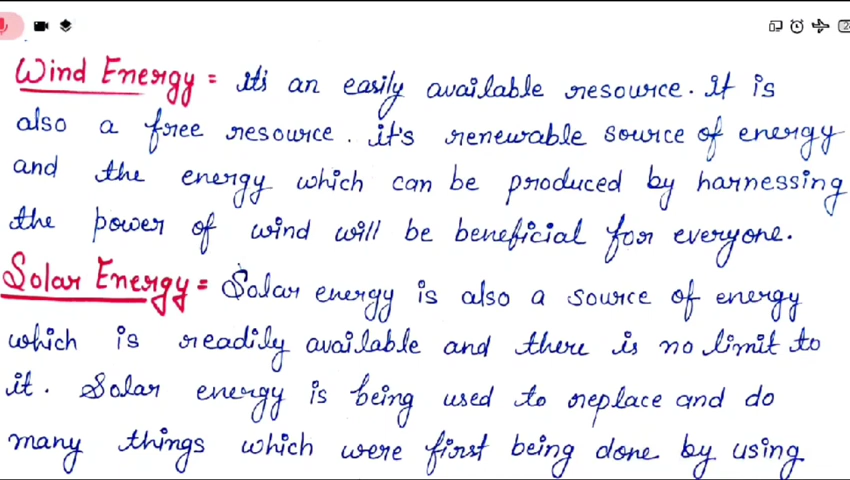 Wind Energy = it's an easily available resource. it is
also a free resource. it's renewable source of energy
and the energy which can be produced by harnessing
the power of wind will be beneficial for everyone.
Solar Energy = Solar energy is also a source of energy
which is readily available and there is no limit to
it. Solar energy is being used to replace and do
many things which were first being done by using